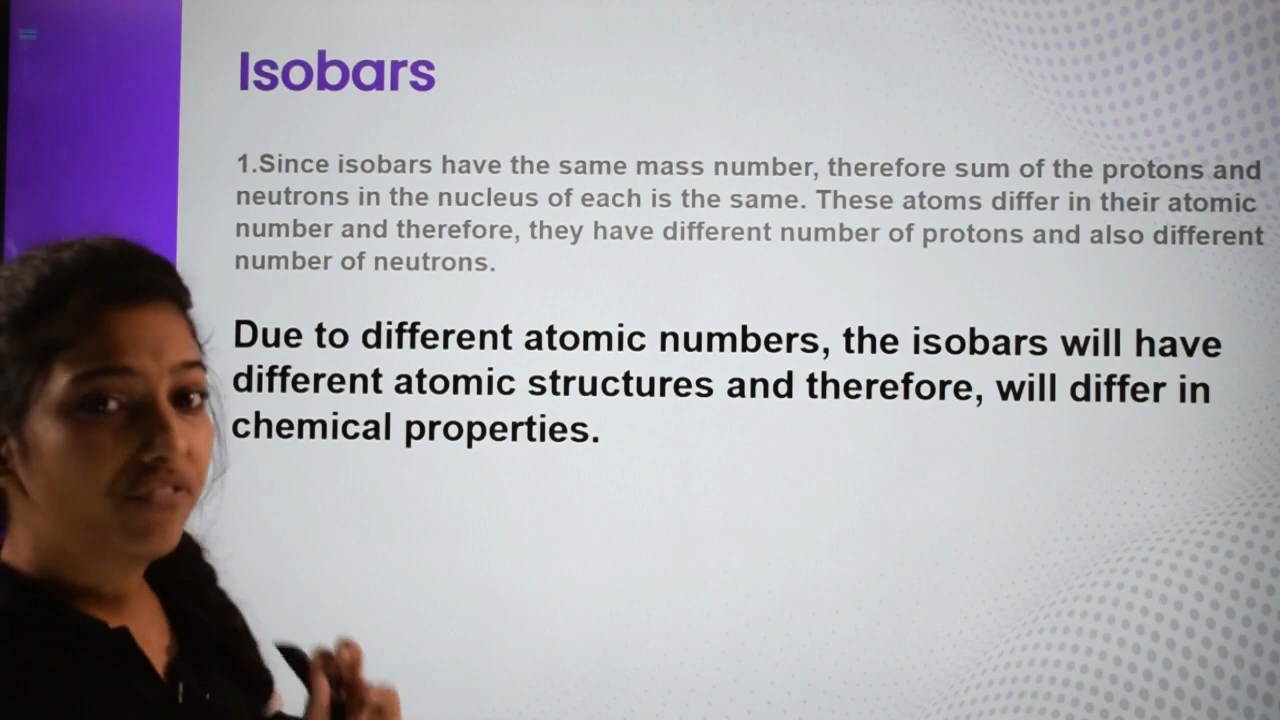 Isobars
1.Since isobars have the same mass number, therefore sum of the protons and
neutrons in the nucleus of each is the same. These atoms differ in their atomic
number and therefore, they have different number of protons and also different
number of neutrons.
Due to different atomic numbers, the isobars will have
different atomic structures and therefore, will differ in
chemical properties.